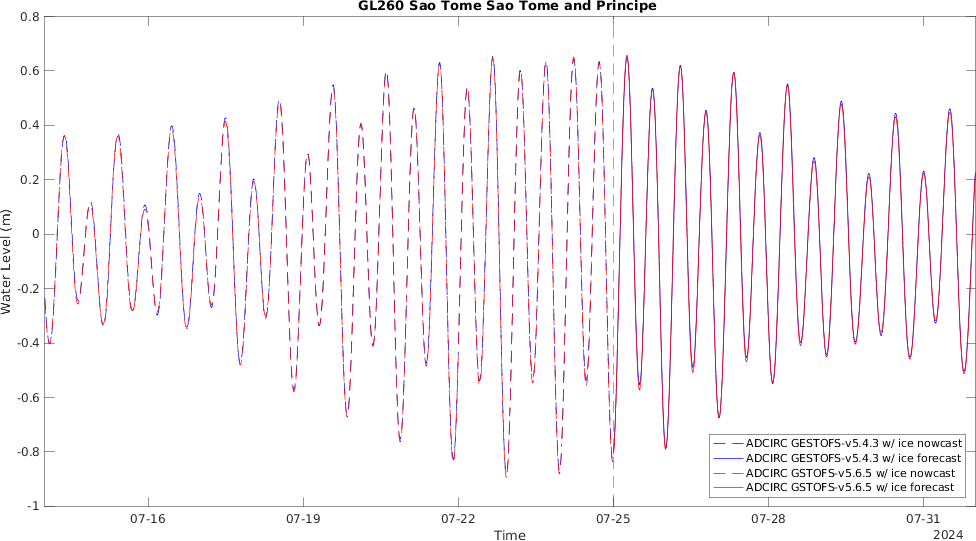 GL260 Sao Tome Sao Tome and Principe
0.8
0.6
0.4
0.2
0
-0.2
-0.4
-0.6
-0.8
-1
Water Level (m)
07-16
07-19
07-22
07-25
07-28
07-31
2024
Time
ADCIRC GESTOFS-v5.4.3 w/ ice nowcast
ADCIRC GESTOFS-v5.4.3 w/ ice forecast
ADCIRC GSTOFS-v5.6.5 w/ ice nowcast
ADCIRC GSTOFS-v5.6.5 w/ ice forecast